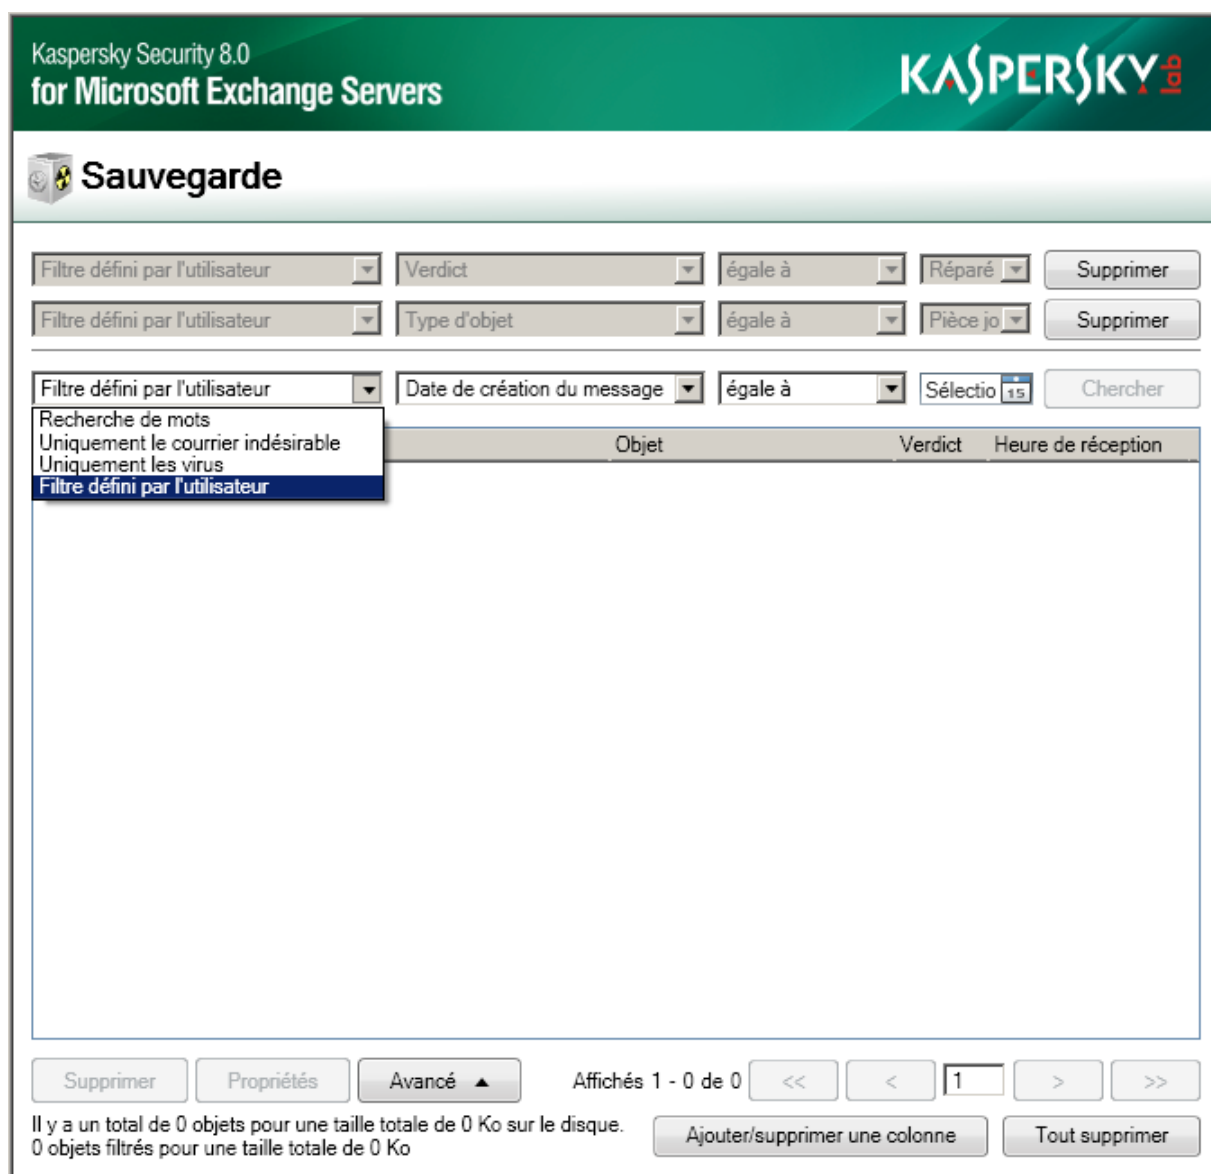 Kaspersky Security 8.0
for Microsoft Exchange Servers
KASPERSKY lab
Sauvegarde
Filtre défini par l'utilisateur Verdict égale à Réparé Supprimer
Filtre défini par l'utilisateur Type d'objet égale à Pièce jo Supprimer
Filtre défini par l'utilisateur Date de création du message égale à Sélectio 15 Chercher
Recherche de mots
Uniquement le courrier indésirable
Uniquement les virus
Filtre défini par l'utilisateur
Objet Verdict Heure de réception
Supprimer Propriétés Avancé Affichés 1 - 0 de 0 << < 1 > >>
Il y a un total de 0 objets pour une taille totale de 0 Ko sur le disque.
0 objets filtrés pour une taille totale de 0 Ko
Ajouter/supprimer une colonne Tout supprimer